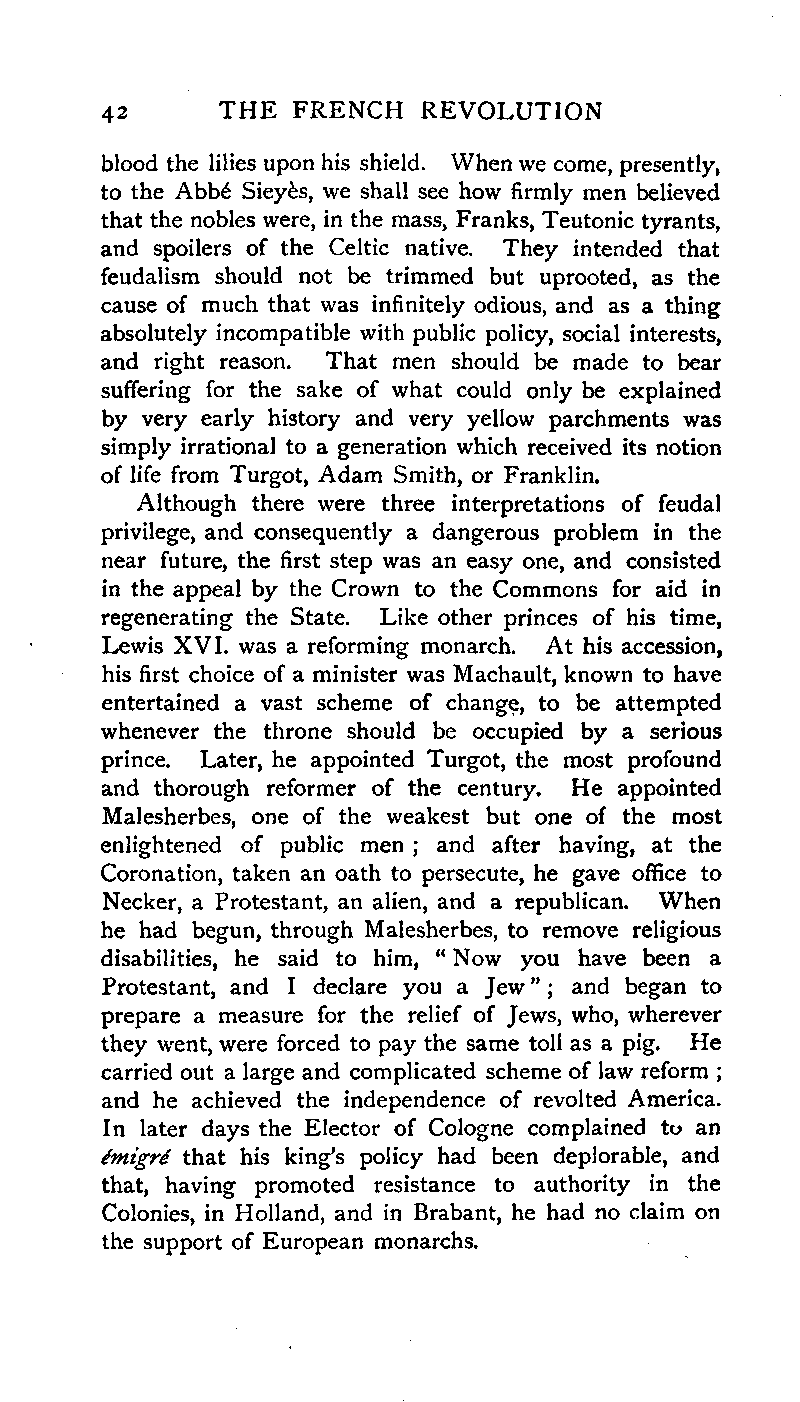 42 THE FRENCH REVOLUTION
blood the lilies upon his shield. When we come, presently,
to the Abbé Sieyès, we shall see how firmly men believed
that the nobles were, in the mass, Franks, Teutonic tyrants,
and spoilers of the Celtic native. They intended that
feudalism should not be trimmed but uprooted, as the
cause of much that was infinitely odious, and as a thing
absolutely incompatible with public policy, social interests,
and right reason. That men should be made to bear
suffering for the sake of what could only be explained
by very early history and very yellow parchments was
simply irrational to a generation which received its notion
of life from Turgot, Adam Smith, or Franklin.
Although there were three interpretations of feudal
privilege, and consequently a dangerous problem in the
near future, the first step was an easy one, and consisted
in the appeal by the Crown to the Commons for aid in
regenerating the State. Like other princes of his time,
Lewis XVI. was a reforming monarch. At his accession,
his first choice of a minister was Machault, known to have
entertained a vast scheme of change, to be attempted
whenever the throne should be occupied by a serious
prince. Later, he appointed Turgot, the most profound
and thorough reformer of the century. He appointed
Malesherbes, one of the weakest but one of the most
enlightened of public men ; and after having, at the
Coronation, taken an oath to persecute, he gave office to
Necker, a Protestant, an alien, and a republican. When
he had begun, through Malesherbes, to remove religious
disabilities, he said to him, “ Now you have been a
Protestant, and I declare you a Jew ” ; and began to
prepare a measure for the relief of Jews, who, wherever
they went, were forced to pay the same toll as a pig. He
carried out a large and complicated scheme of law reform ;
and he achieved the independence of revolted America.
In later days the Elector of Cologne complained to an
émigré that his king's policy had been deplorable, and
that, having promoted resistance to authority in the
Colonies, in Holland, and in Brabant, he had no claim on
the support of European monarchs.